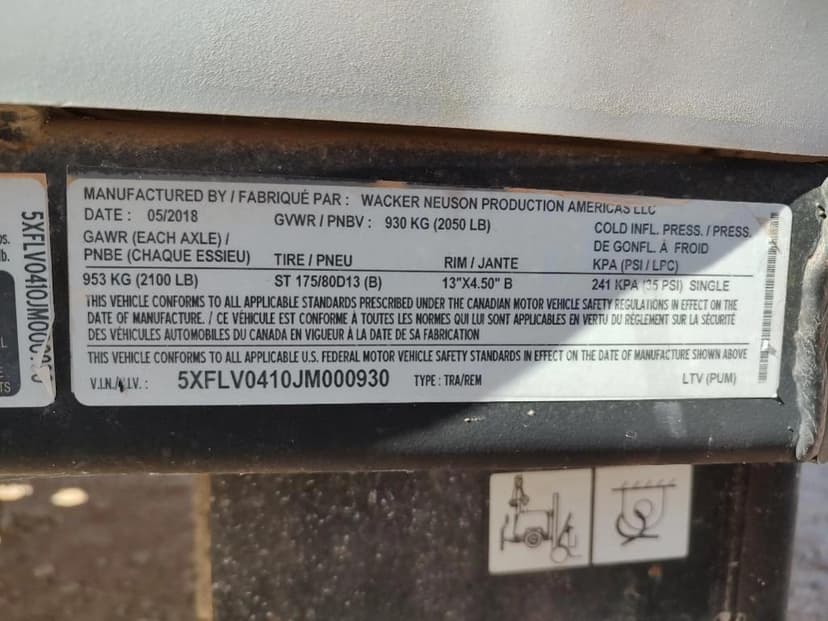 MANUFACTURED BY / FABRIQUÉ PAR : WACKER NEUSON PRODUCTION AMERICAS LLC
DATE : 05/2018 GVWR / PNBV : 930 KG (2050 LB)
COLD INFL. PRESS. / PRESS.
DE GONFL. À FROID
GAWR (EACH AXLE) /
PNBE (CHAQUE ESSIEU) TIRE / PNEU RIM / JANTE KPA (PSI / LPC)
953 KG (2100 LB) ST 175/80D13 (B) 13"X4.50" B 241 KPA (35 PSI) SINGLE
THIS VEHICLE CONFORMS TO ALL APPLICABLE STANDARDS PRESCRIBED UNDER THE CANADIAN MOTOR VEHICLE SAFETY REGULATIONS IN EFFECT ON THE
DATE OF MANUFACTURE. / CE VÉHICULE EST CONFORME À TOUTES LES NORMES QUI LUI SONT APPLICABLES EN VERTU DU RÈGLEMENT SUR LA SÉCURITÉ
DES VÉHICULES AUTOMOBILES DU CANADA EN VIGUEUR À LA DATE DE SA FABRICATION
THIS VEHICLE CONFORMS TO ALL APPLICABLE U.S. FEDERAL MOTOR VEHICLE SAFETY STANDARDS IN EFFECT ON THE DATE OF MANUFACTURE SHOWN ABOVE
V.I.N./N.I.V. : 5XFLV0410JM000930 TYPE : TRA/REM LTV (PUM)